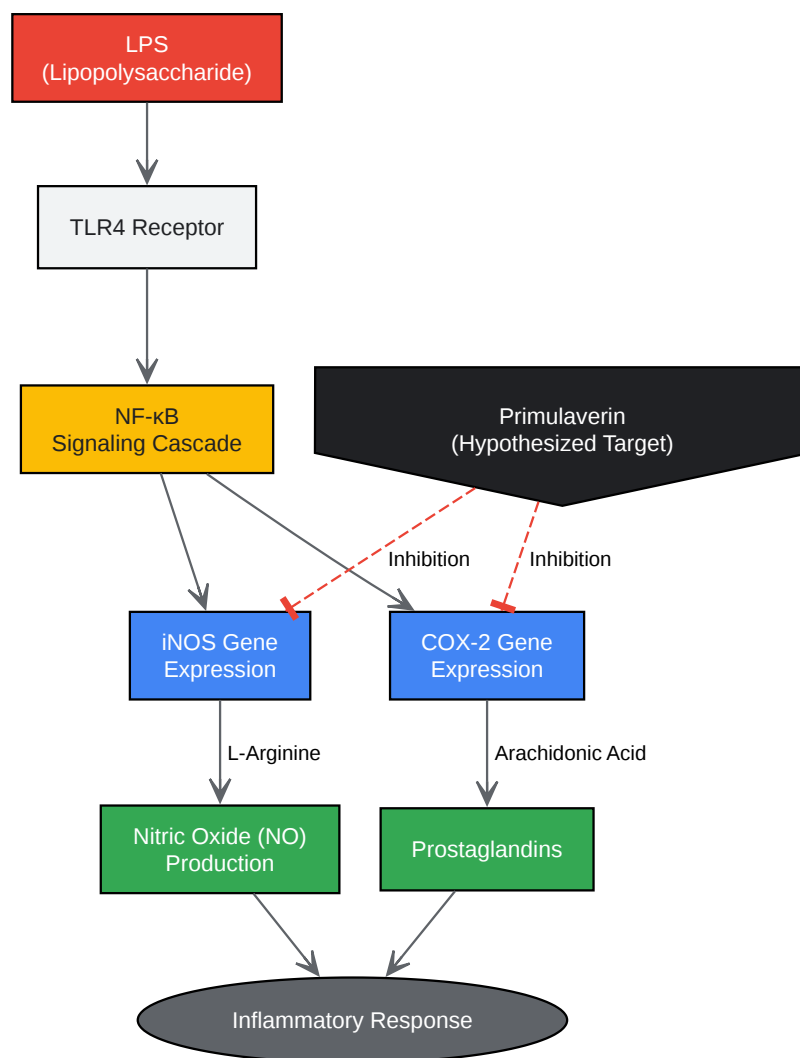 LPS
(Lipopolysaccharide)
TLR4 Receptor
NF-κB
Signaling Cascade
Primulaverin
(Hypothesized Target)
Inhibition
Inhibition
iNOS Gene
Expression
COX-2 Gene
Expression
L-Arginine
Arachidonic Acid
Nitric Oxide (NO)
Production
Prostaglandins
Inflammatory Response